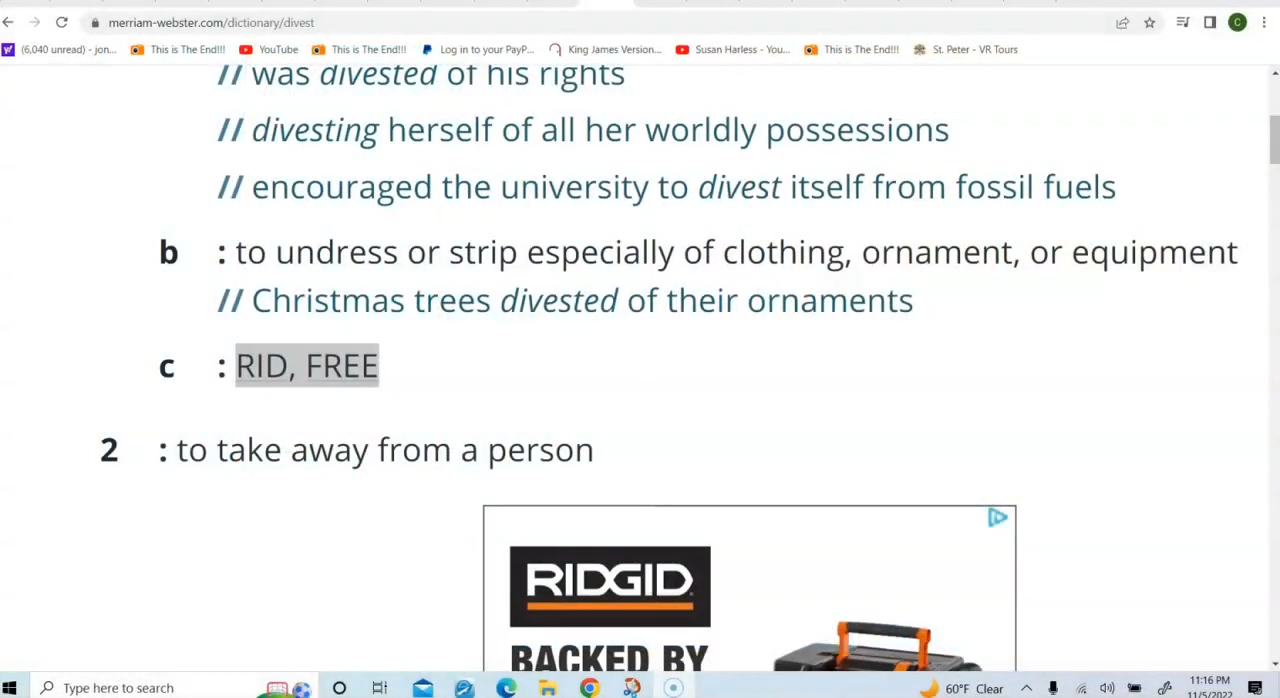 merriam-webster.com/dictionary/divest
C
(6,040 unread) - jon... This is The End!!! YouTube This is The End!!! Log in to your PayP... King James Version... Susan Harless - You... This is The End!!! St. Peter - VR Tours
// was divested of his rights
// divesting herself of all her worldly possessions
// encouraged the university to divest itself from fossil fuels
b : to undress or strip especially of clothing, ornament, or equipment
// Christmas trees divested of their ornaments
c : RID, FREE
2 : to take away from a person
RIDGID
BACKED BY
Type here to search 60°F Clear 11:16 PM
11/5/2022